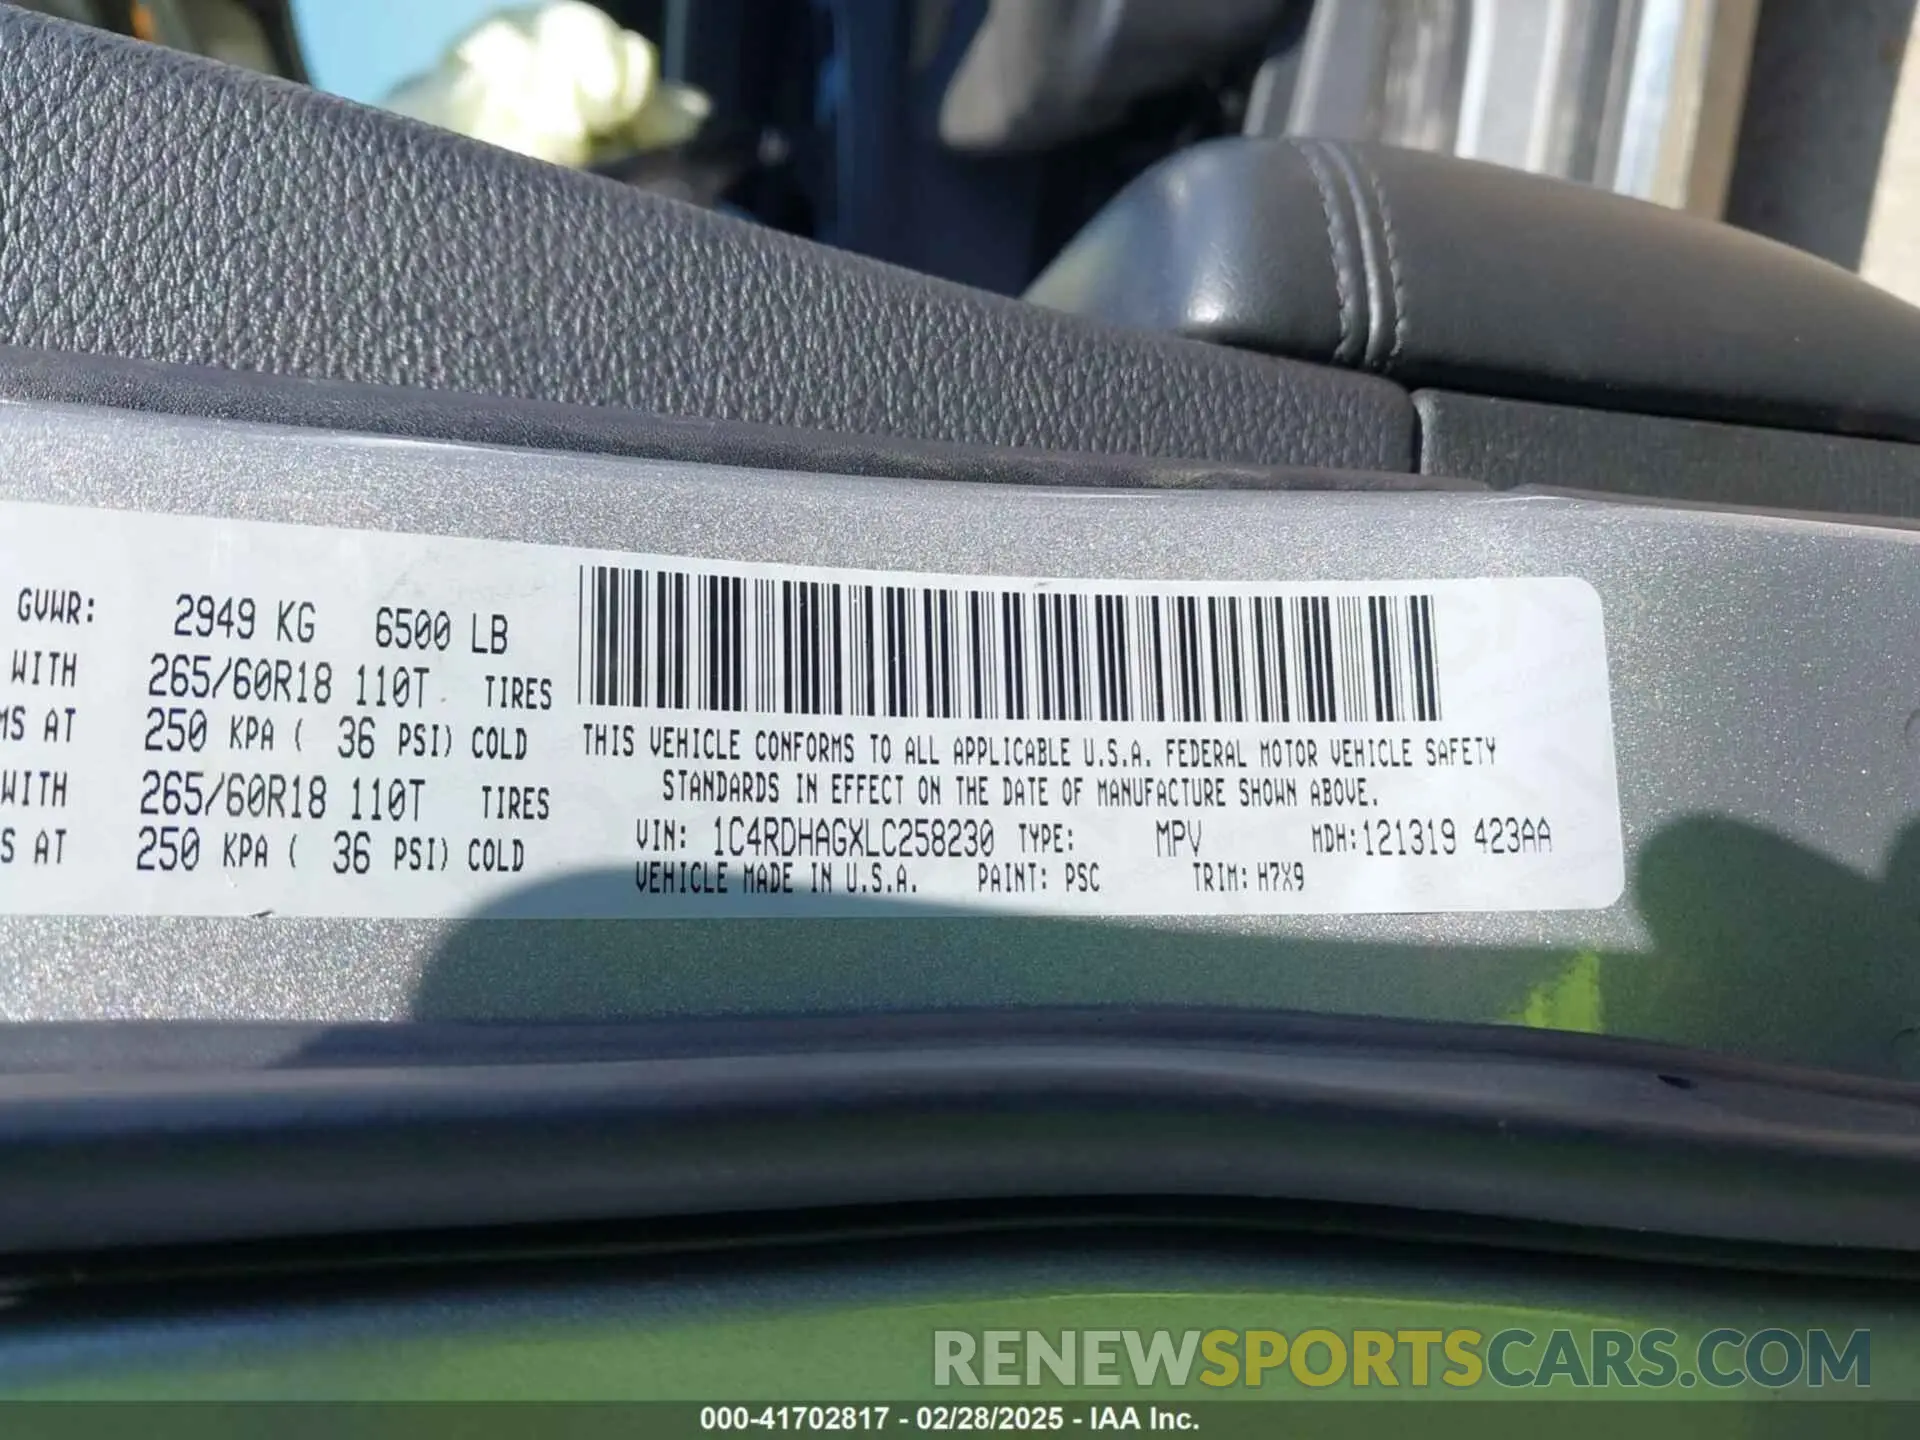 GVWR: 2949 KG 6500 LB
WITH 265/60R18 110T TIRES
MS AT 250 KPA ( 36 PSI) COLD
WITH 265/60R18 110T TIRES
S AT 250 KPA ( 36 PSI) COLD
THIS VEHICLE CONFORMS TO ALL APPLICABLE U.S.A. FEDERAL MOTOR VEHICLE SAFETY
STANDARDS IN EFFECT ON THE DATE OF MANUFACTURE SHOWN ABOVE.
VIN: 1C4RDHAGXLC258230 TYPE: MPV MDH:121319 423AA
VEHICLE MADE IN U.S.A. PAINT: PSC TRIM: H7X9
RENEWSPORTSCARS.COM
000-41702817 - 02/28/2025 - IAA Inc.